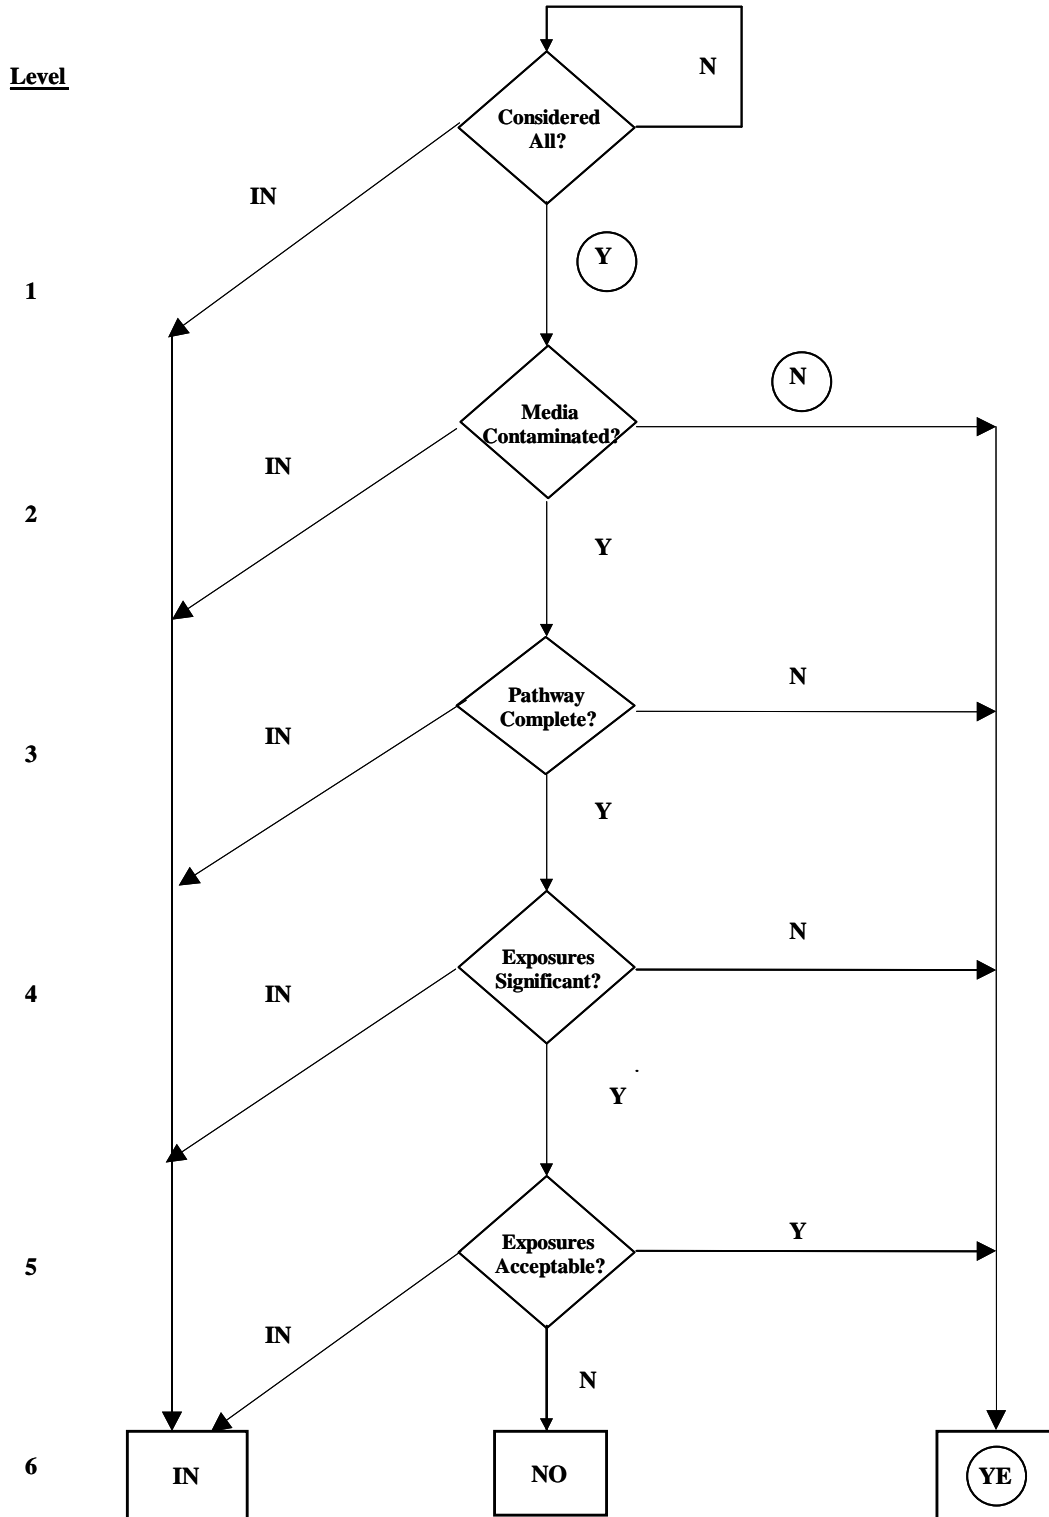 N
Level
Considered
All?
IN
Y
1
N
Media
Contaminated?
IN
2
Y
N
Pathway
Complete?
IN
3
Y
N
Exposures
Significant?
IN
4
Y
Y
Exposures
Acceptable?
5
IN
N
6
IN
NO
YE